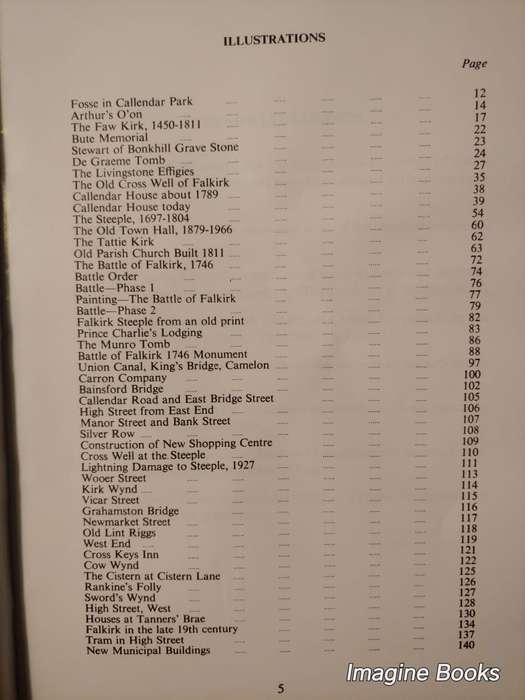 ILLUSTRATIONS
Page
Fosse in Callendar Park 12
Arthur's O'on 14
The Faw Kirk, 1450-1811 17
Bute Memorial 22
Stewart of Bonkhill Grave Stone 23
De Graeme Tomb 24
The Livingstone Effigies 27
The Old Cross Well of Falkirk 35
Callendar House about 1789 38
Callendar House today 39
The Steeple, 1697-1804 54
The Old Town Hall, 1879-1966 60
The Tattie Kirk 62
Old Parish Church Built 1811 63
The Battle of Falkirk, 1746 72
Battle Order 74
Battle—Phase 1 76
Painting—The Battle of Falkirk 77
Battle—Phase 2 79
Falkirk Steeple from an old print 82
Prince Charlie's Lodging 83
The Munro Tomb 86
Battle of Falkirk 1746 Monument 88
Union Canal, King's Bridge, Camelon 97
Carron Company 100
Bainsford Bridge 102
Callendar Road and East Bridge Street 105
High Street from East End 106
Manor Street and Bank Street 107
Silver Row 108
Construction of New Shopping Centre 109
Cross Well at the Steeple 110
Lightning Damage to Steeple, 1927 111
Wooer Street 113
Kirk Wynd 114
Vicar Street 115
Grahamston Bridge 116
Newmarket Street 117
Old Lint Riggs 118
West End 119
Cross Keys Inn 121
Cow Wynd 122
The Cistern at Cistern Lane 125
Rankine's Folly 126
Sword's Wynd 127
High Street, West 128
Houses at Tanners' Brae 130
Falkirk in the late 19th century 134
Tram in High Street 137
New Municipal Buildings 140
Imagine Books
5